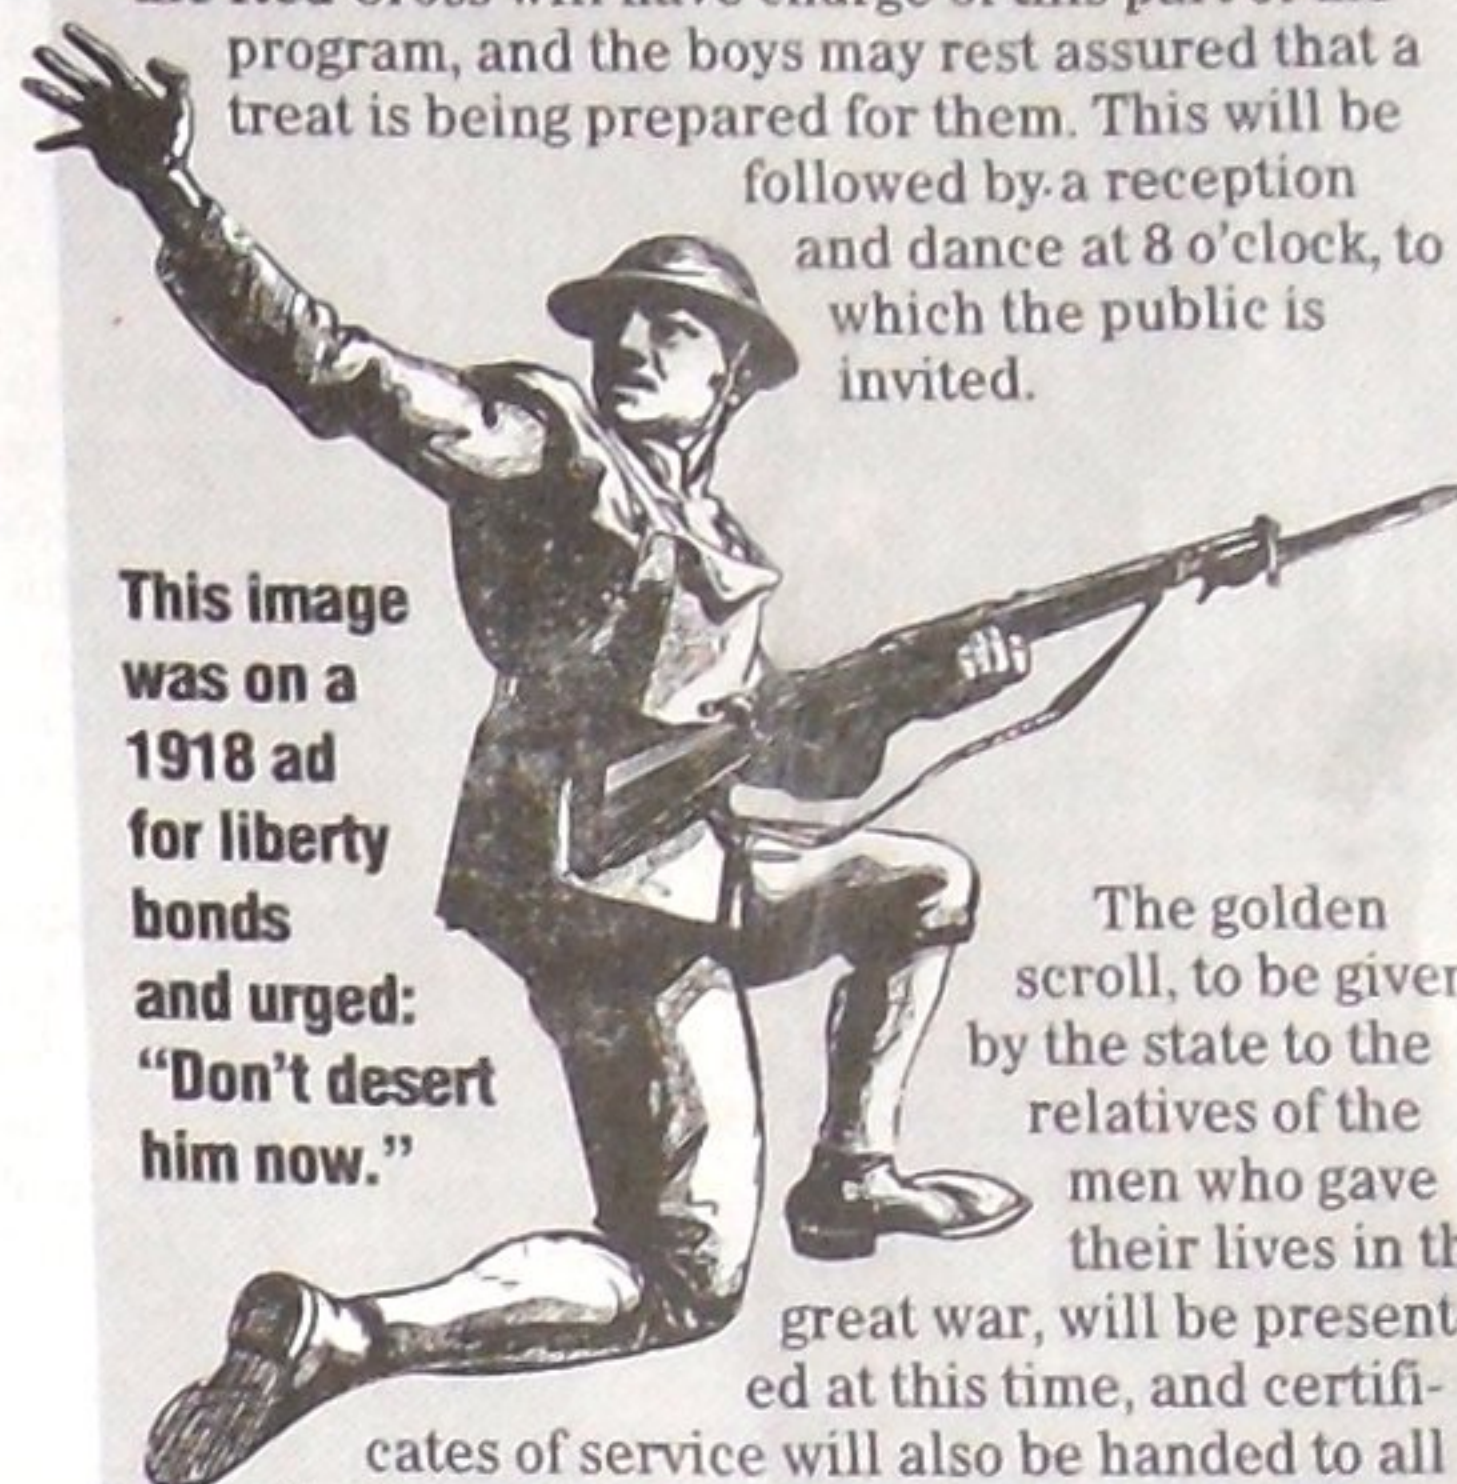 program, and the boys may rest assured that a
treat is being prepared for them. This will be
followed by a reception
and dance at 8 o'clock, to
which the public is
invited.
This image
was on a
1918 ad
for liberty
bonds
and urged:
“Don't desert
him now.”
The golden
scroll, to be given
by the state to the
relatives of the
men who gave
their lives in
great war, will be present-
ed at this time, and certifi-
cates of service will also be handed to all